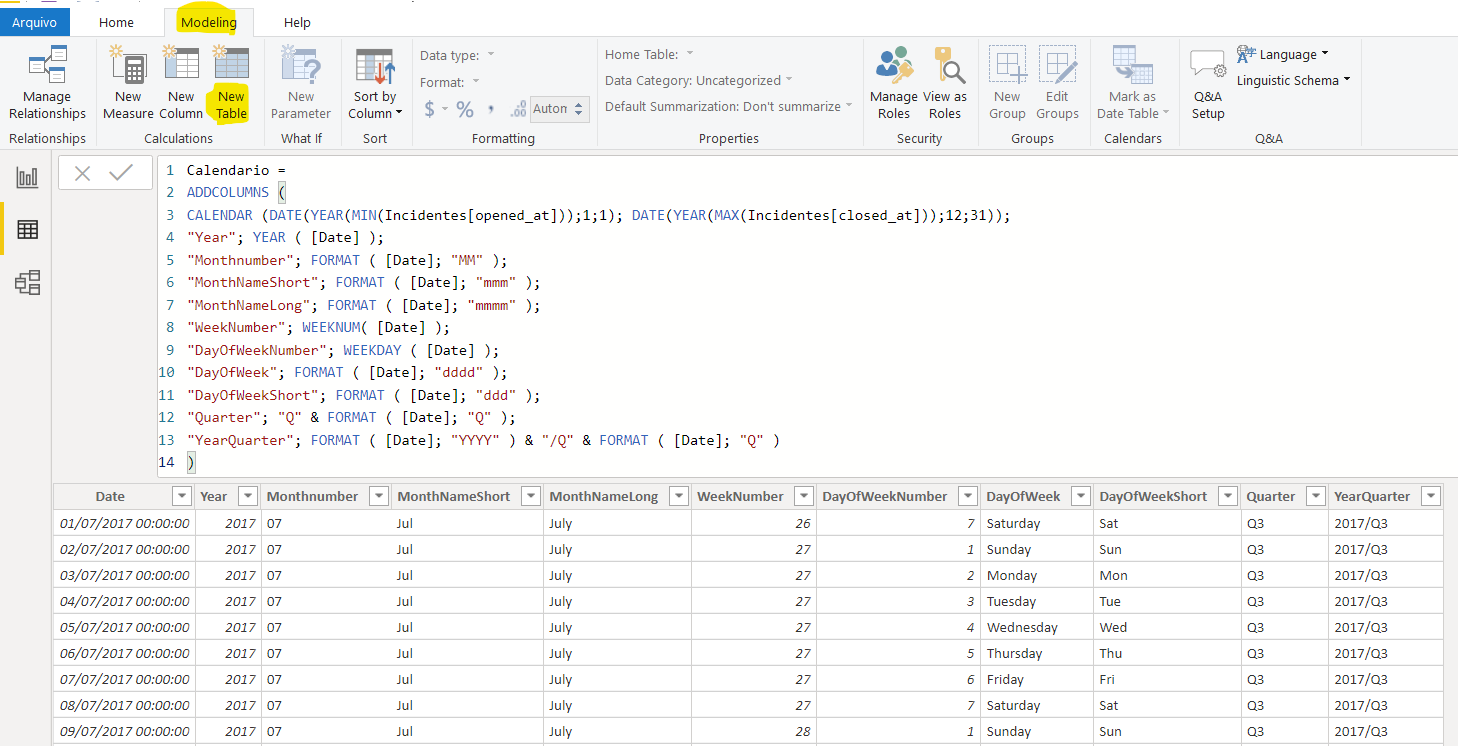 Arquivo Home Modeling Help
Manage Relationships
New Measure
New Column
New Table
New Parameter
Sort by Column
Data type:
Format:
$ % , .00 Auton
Home Table:
Data Category: Uncategorized
Default Summarization: Don't summarize
Manage Roles
View as Roles
New Group
Edit Groups
Mark as Date Table
Q&A Setup
Language
Linguistic Schema
Relationships Calculations What If Sort Formatting Properties Security Groups Calendars Q&A
1 Calendario =
2 ADDCOLUMNS (
3 CALENDAR (DATE(YEAR(MIN(Incidentes[opened_at]));1;1); DATE(YEAR(MAX(Incidentes[closed_at]));12;31));
4 "Year"; YEAR ( [Date] );
5 "Monthnumber"; FORMAT ( [Date]; "MM" );
6 "MonthNameShort"; FORMAT ( [Date]; "mmm" );
7 "MonthNameLong"; FORMAT ( [Date]; "mmmm" );
8 "WeekNumber"; WEEKNUM( [Date] );
9 "DayOfWeekNumber"; WEEKDAY ( [Date] );
10 "DayOfWeek"; FORMAT ( [Date]; "dddd" );
11 "DayOfWeekShort"; FORMAT ( [Date]; "ddd" );
12 "Quarter"; "Q" & FORMAT ( [Date]; "Q" );
13 "YearQuarter"; FORMAT ( [Date]; "YYYY" ) & "/Q" & FORMAT ( [Date]; "Q" )
14 )
Date Year Monthnumber MonthNameShort MonthNameLong WeekNumber DayOfWeekNumber DayOfWeek DayOfWeekShort Quarter YearQuarter
01/07/2017 00:00:00 2017 07 Jul July 26 7 Saturday Sat Q3 2017/Q3
02/07/2017 00:00:00 2017 07 Jul July 27 1 Sunday Sun Q3 2017/Q3
03/07/2017 00:00:00 2017 07 Jul July 27 2 Monday Mon Q3 2017/Q3
04/07/2017 00:00:00 2017 07 Jul July 27 3 Tuesday Tue Q3 2017/Q3
05/07/2017 00:00:00 2017 07 Jul July 27 4 Wednesday Wed Q3 2017/Q3
06/07/2017 00:00:00 2017 07 Jul July 27 5 Thursday Thu Q3 2017/Q3
07/07/2017 00:00:00 2017 07 Jul July 27 6 Friday Fri Q3 2017/Q3
08/07/2017 00:00:00 2017 07 Jul July 27 7 Saturday Sat Q3 2017/Q3
09/07/2017 00:00:00 2017 07 Jul July 28 1 Sunday Sun Q3 2017/Q3